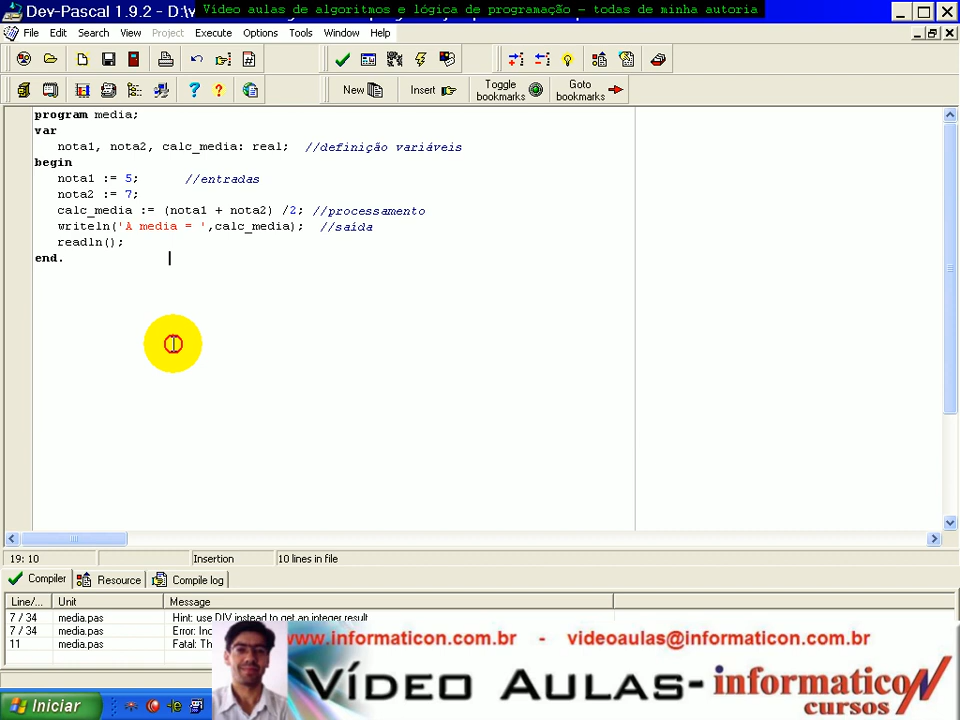 Dev-Pascal 1.9.2 - D:\v
Vídeo aulas de algoritmos e lógica de programação - todas de minha autoria
File Edit Search View Project Execute Options Tools Window Help
New Insert Toggle bookmarks Goto bookmarks
program media;
var
nota1, nota2, calc_media: real; //definição variáveis
begin
nota1 := 5; //entradas
nota2 := 7;
calc_media := (nota1 + nota2) /2; //processamento
writeln('A media = ',calc_media); //saída
readln();
end.
19: 10 Insertion 10 lines in file
Compiler Resource Compile log
Line/... Unit Message
7 / 34 media.pas Hint: use DIV instead to get an integer result
7 / 34 media.pas Error: Inc
11 media.pas Fatal: Th
www.informaticon.com.br - videoaulas@informaticon.com.br
Vídeo Aulas- informaticon
cursos
Iniciar